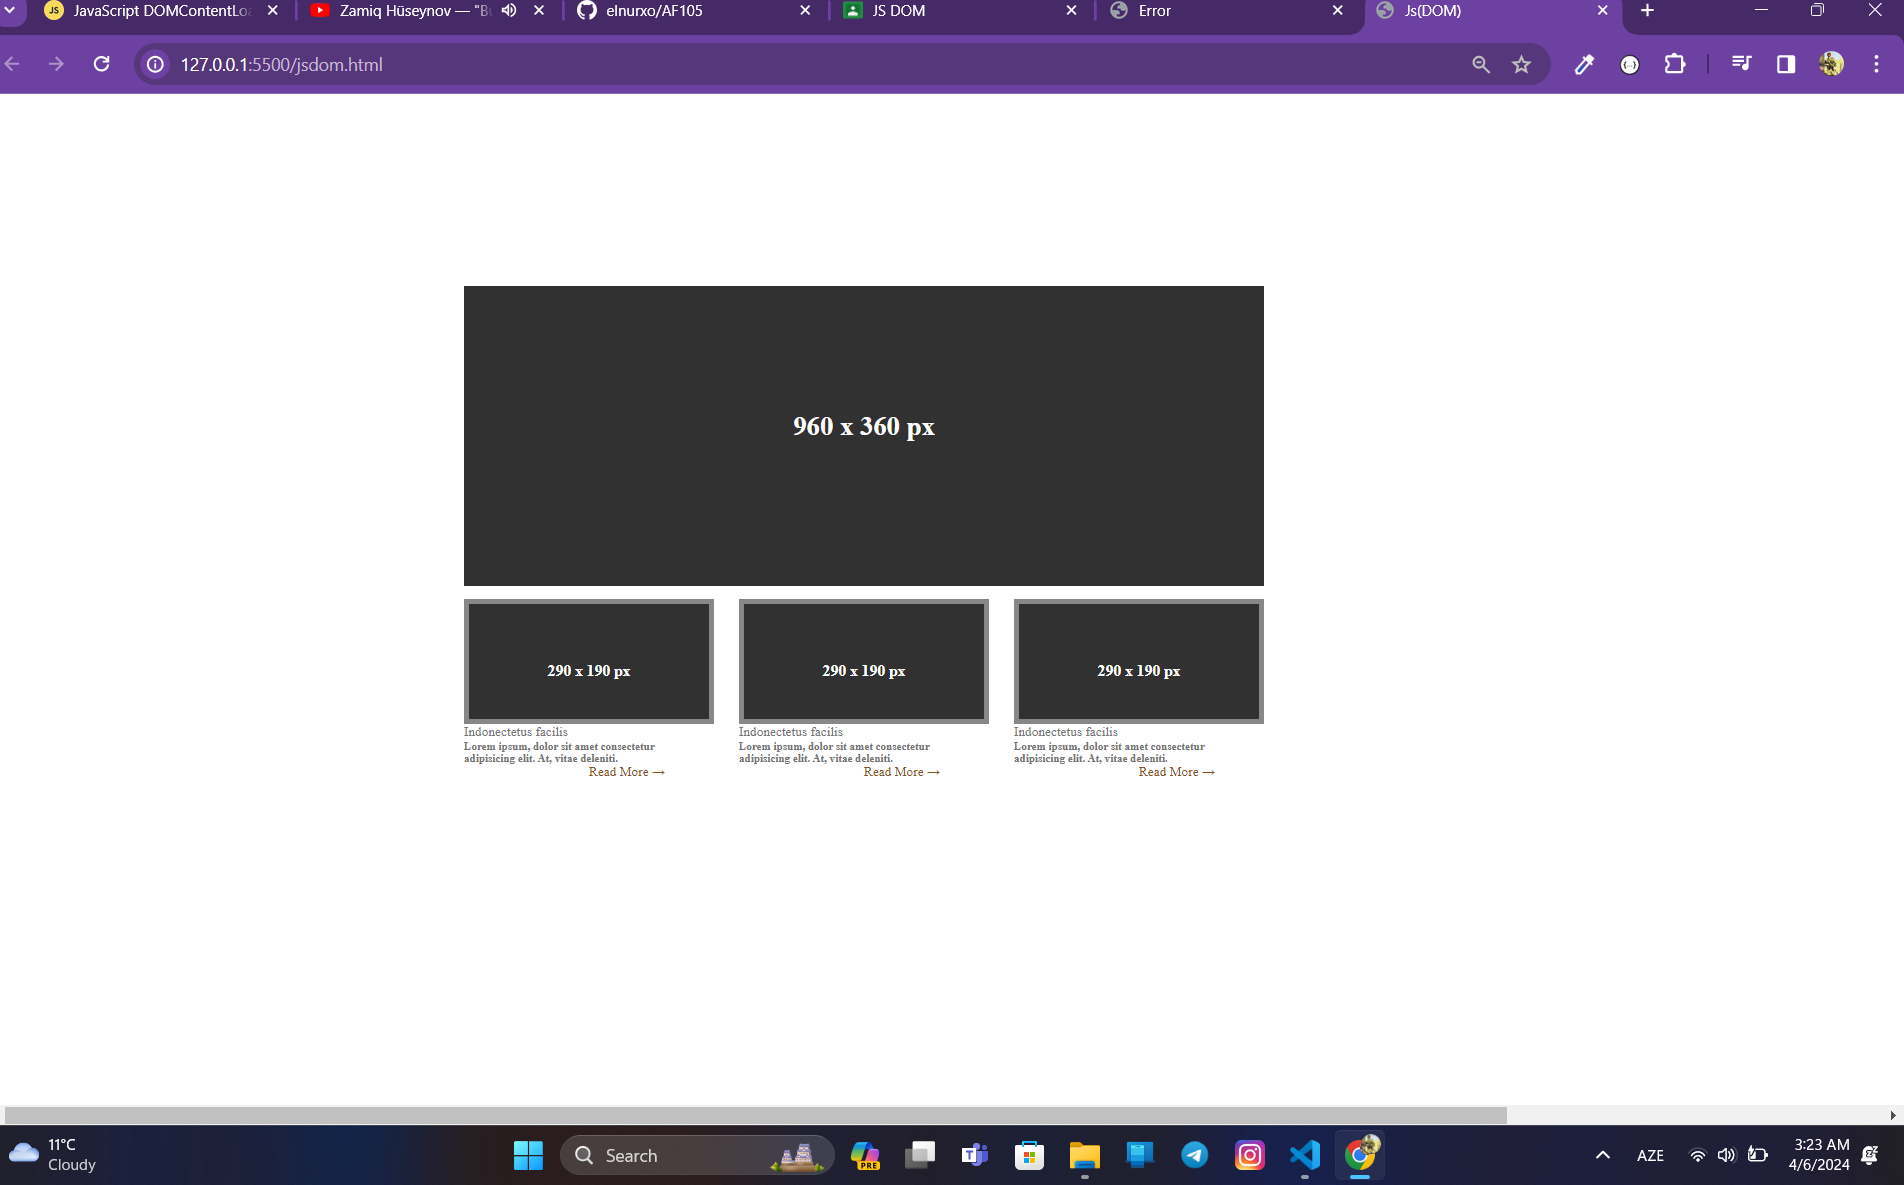 JavaScript DOMContentLoa
Zamiq Hüseynov — "Bu
elnurxo/AF105
JS DOM
Error
Js(DOM)
127.0.0.1:5500/jsdom.html
960 x 360 px
290 x 190 px
290 x 190 px
290 x 190 px
Indonectetus facilis
Lorem ipsum, dolor sit amet consectetur
adipisicing elit. At, vitae deleniti.
Read More →
Indonectetus facilis
Lorem ipsum, dolor sit amet consectetur
adipisicing elit. At, vitae deleniti.
Read More →
Indonectetus facilis
Lorem ipsum, dolor sit amet consectetur
adipisicing elit. At, vitae deleniti.
Read More →
11°C
Cloudy
Search
PRE
AZE
3:23 AM
4/6/2024